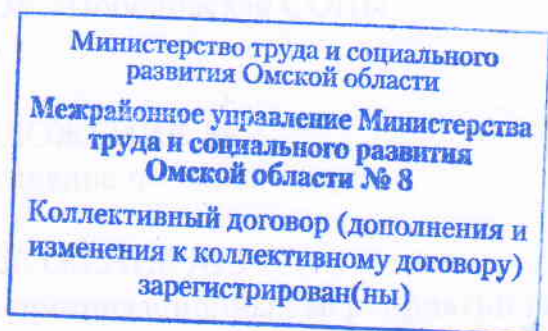 Министерство труда и социального
развития Омской области
Межрайонное управление Министерства
труда и социального развития
Омской области № 8
Коллективный договор (дополнения и
изменения к коллективному договору)
зарегистрирован(ны)